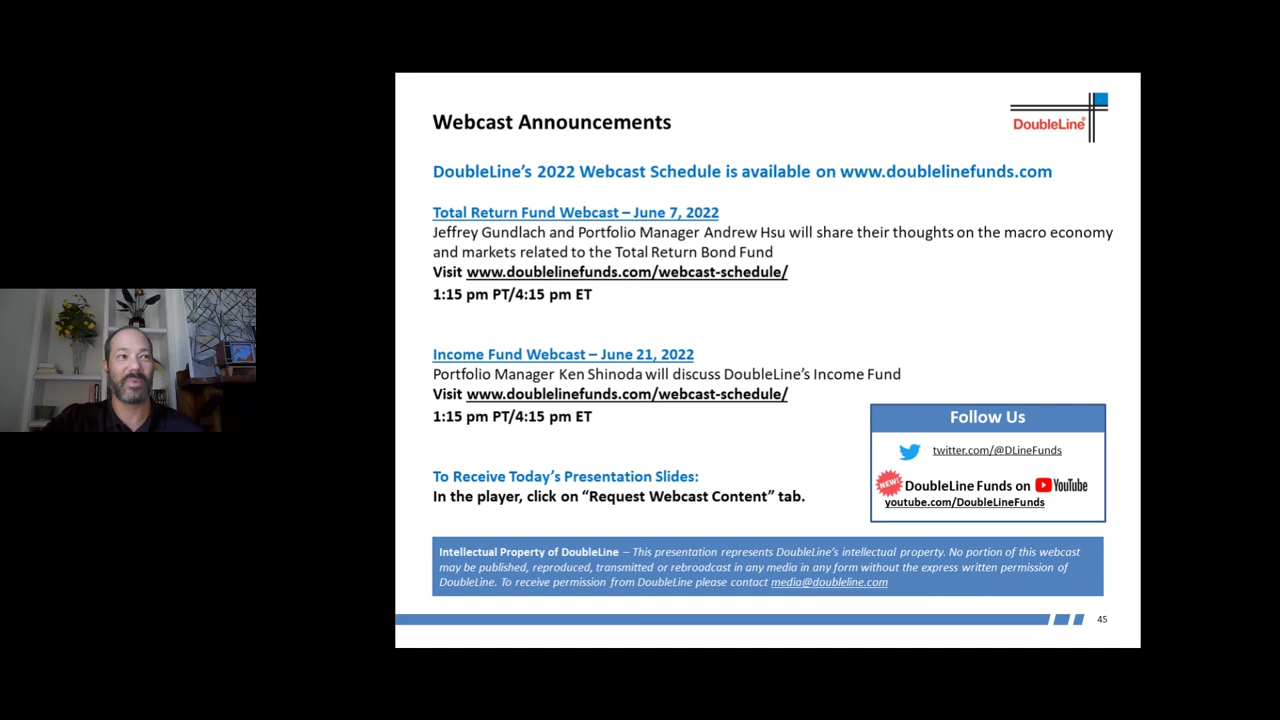 Webcast Announcements
DoubleLine®
DoubleLine's 2022 Webcast Schedule is available on www.doublelinefunds.com
Total Return Fund Webcast – June 7, 2022
Jeffrey Gundlach and Portfolio Manager Andrew Hsu will share their thoughts on the macro economy
and markets related to the Total Return Bond Fund
Visit www.doublelinefunds.com/webcast-schedule/
1:15 pm PT/4:15 pm ET
Income Fund Webcast – June 21, 2022
Portfolio Manager Ken Shinoda will discuss DoubleLine's Income Fund
Visit www.doublelinefunds.com/webcast-schedule/
1:15 pm PT/4:15 pm ET
Follow Us
twitter.com/@DLineFunds
NEW! DoubleLine Funds on YouTube
youtube.com/DoubleLineFunds
To Receive Today's Presentation Slides:
In the player, click on “Request Webcast Content” tab.
Intellectual Property of DoubleLine – This presentation represents DoubleLine's intellectual property. No portion of this webcast
may be published, reproduced, transmitted or rebroadcast in any media in any form without the express written permission of
DoubleLine. To receive permission from DoubleLine please contact media@doubleline.com
45